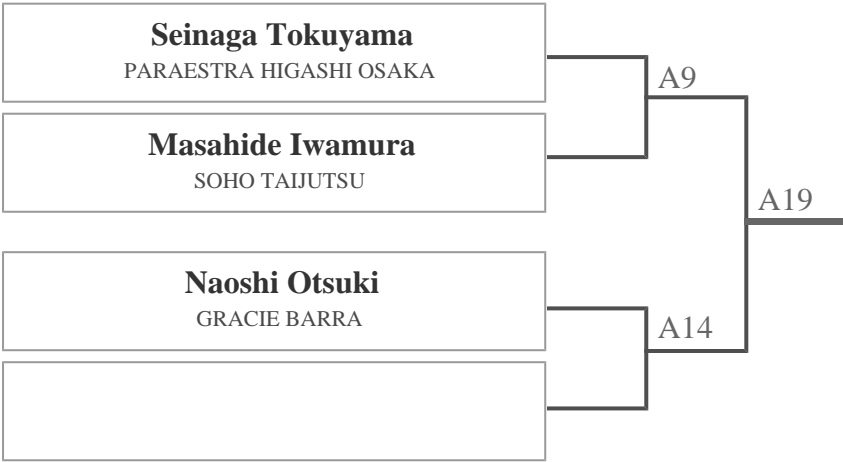 Seinaga Tokuyama
PARAESTRA HIGASHI OSAKA
A9
Masahide Iwamura
SOHO TAIJUTSU
A19
Naoshi Otsuki
GRACIE BARRA
A14